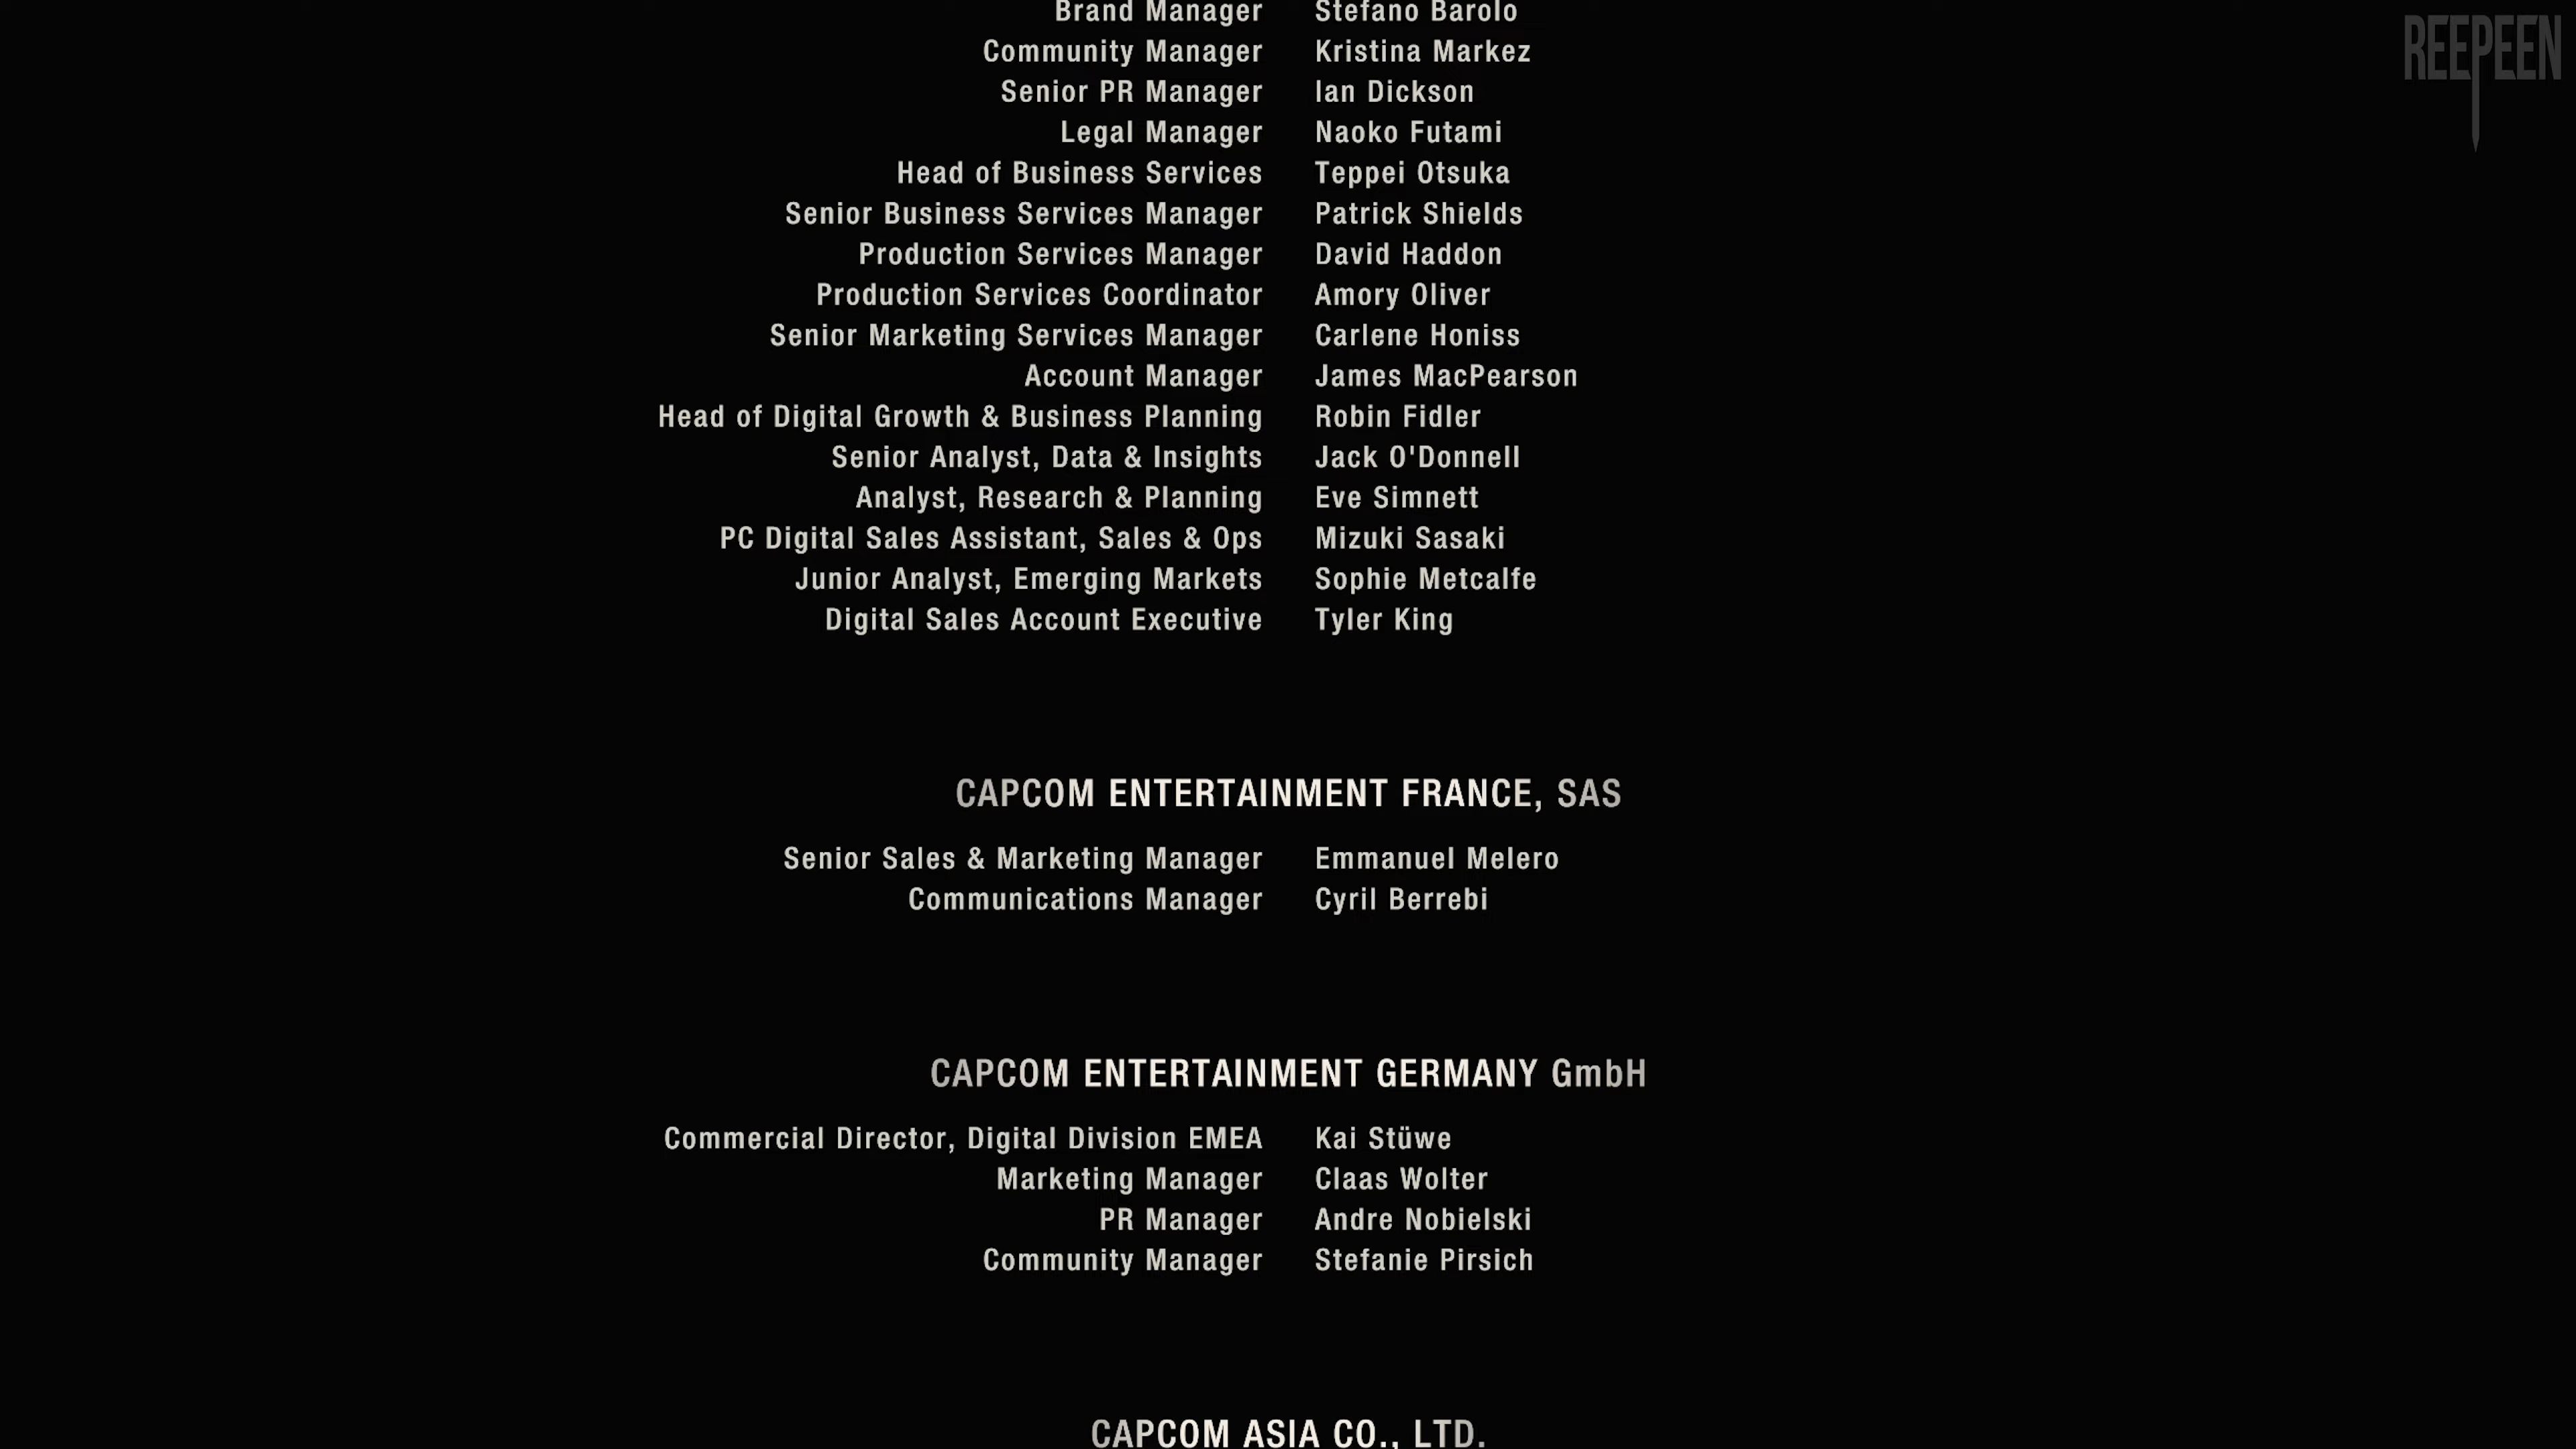 Brand Manager Stefano Barolo
Community Manager Kristina Markez
Senior PR Manager Ian Dickson
Legal Manager Naoko Futami
Head of Business Services Teppei Otsuka
Senior Business Services Manager Patrick Shields
Production Services Manager David Haddon
Production Services Coordinator Amory Oliver
Senior Marketing Services Manager Carlene Honiss
Account Manager James MacPearson
Head of Digital Growth & Business Planning Robin Fidler
Senior Analyst, Data & Insights Jack O'Donnell
Analyst, Research & Planning Eve Simnett
PC Digital Sales Assistant, Sales & Ops Mizuki Sasaki
Junior Analyst, Emerging Markets Sophie Metcalfe
Digital Sales Account Executive Tyler King
CAPCOM ENTERTAINMENT FRANCE, SAS
Senior Sales & Marketing Manager Emmanuel Melero
Communications Manager Cyril Berrebi
CAPCOM ENTERTAINMENT GERMANY GmbH
Commercial Director, Digital Division EMEA Kai Stüwe
Marketing Manager Claas Wolter
PR Manager Andre Nobielski
Community Manager Stefanie Pirsich
CAPCOM ASIA CO., LTD.
REEPEEN